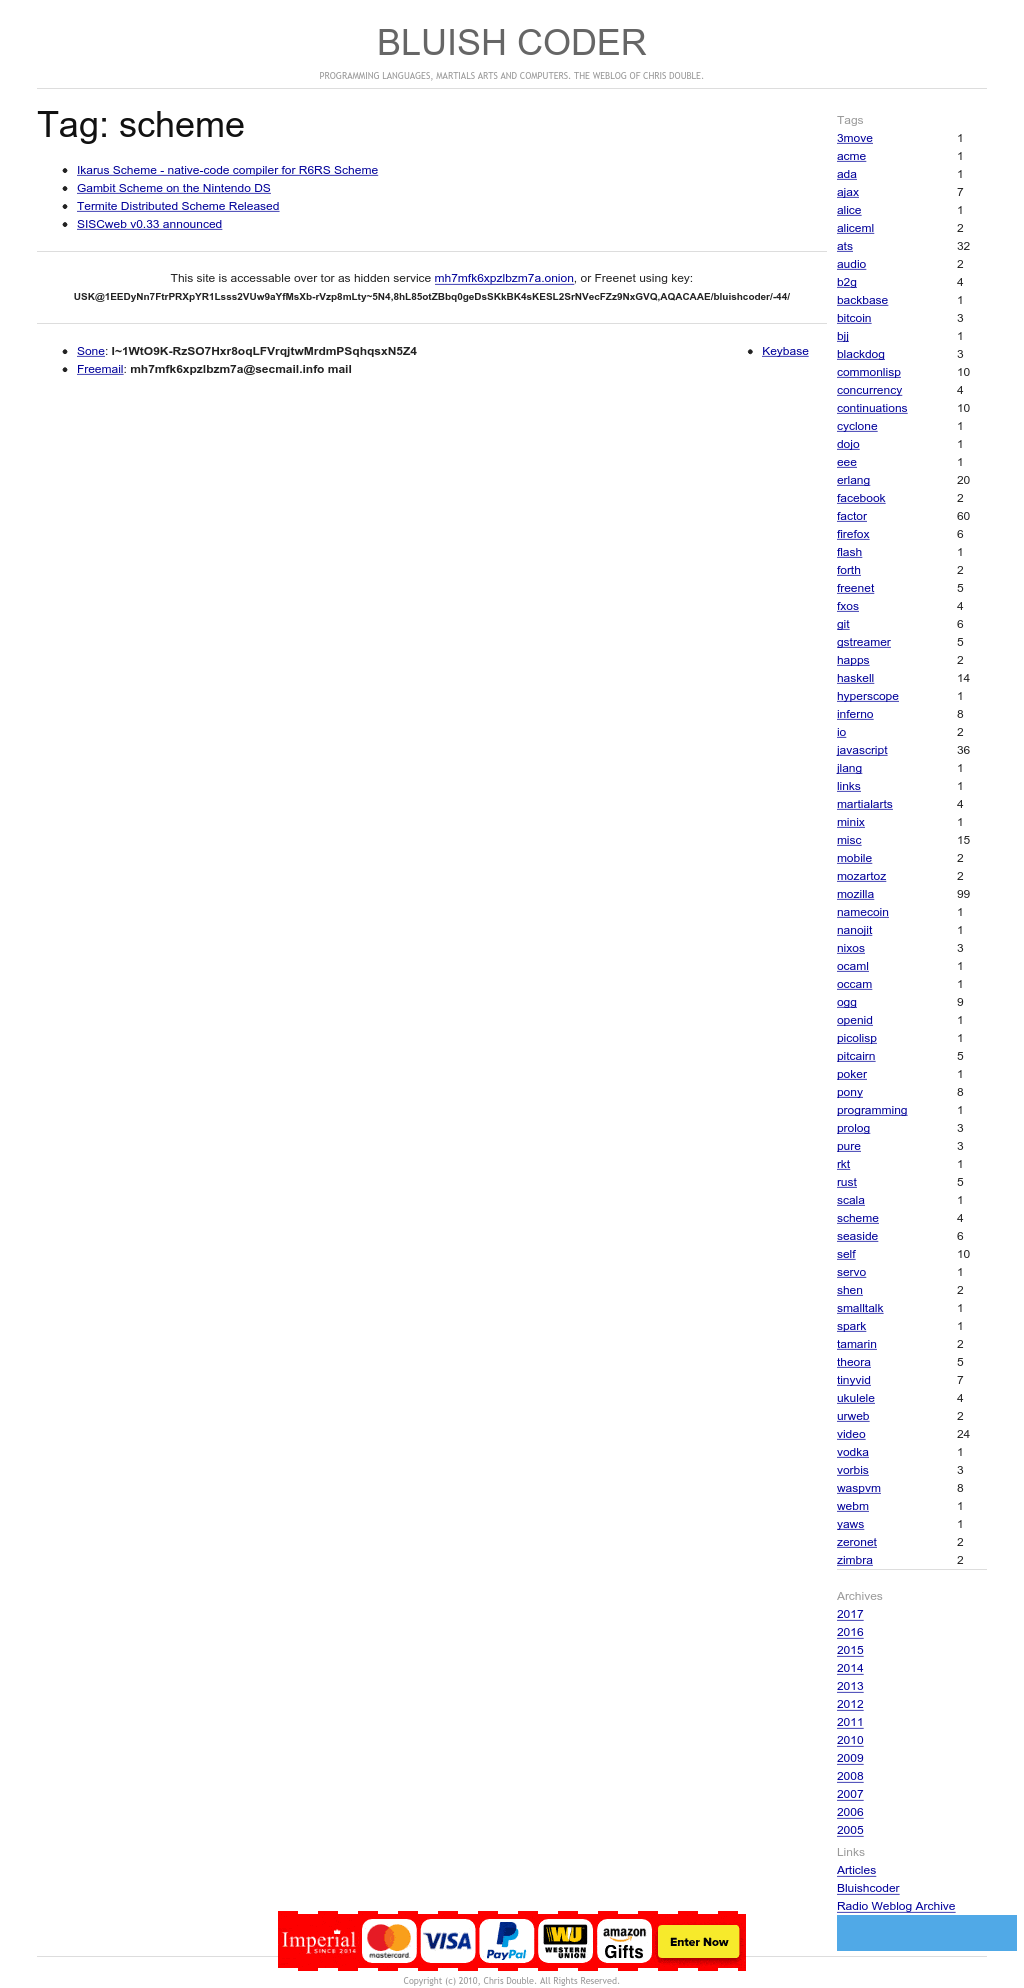 BLUISH CODER
PROGRAMMING LANGUAGES, MARTIALS ARTS AND COMPUTERS. THE WEBLOG OF CHRIS DOUBLE.
Tag: scheme
Ikarus Scheme - native-code compiler for R6RS Scheme
Gambit Scheme on the Nintendo DS
Termite Distributed Scheme Released
SISCweb v0.33 announced
This site is accessable over tor as hidden service mh7mfk6xpzlbzm7a.onion, or Freenet using key:
USK@1EEDyNn7FtrPRXpYR1Lsss2VUw9aYfMsXb-rVzp8mLty~5N4,8hL85otZBbq0geDsSKkBK4sKESL2SrNVecFZz9NxGVQ,AQACAAE/bluishcoder/-44/
Sone: l~1WtO9K-RzSO7Hxr8oqLFVrqjtwMrdmPSqhqsxN5Z4
Freemail: mh7mfk6xpzlbzm7a@secmail.info mail
Keybase
Tags
3move 1
acme 1
ada 1
ajax 7
alice 1
aliceml 2
ats 32
audio 2
b2g 4
backbase 1
bitcoin 3
bjj 1
blackdog 3
commonlisp 10
concurrency 4
continuations 10
cyclone 1
dojo 1
eee 1
erlang 20
facebook 2
factor 60
firefox 6
flash 1
forth 2
freenet 5
fxos 4
git 6
gstreamer 5
happs 2
haskell 14
hyperscope 1
inferno 8
io 2
javascript 36
jlang 1
links 1
martialarts 4
minix 1
misc 15
mobile 2
mozartoz 2
mozilla 99
namecoin 1
nanojit 1
nixos 3
ocaml 1
occam 1
ogg 9
openid 1
picolisp 1
pitcairn 5
poker 1
pony 8
programming 1
prolog 3
pure 3
rkt 1
rust 5
scala 1
scheme 4
seaside 6
self 10
servo 1
shen 2
smalltalk 1
spark 1
tamarin 2
theora 5
tinyvid 7
ukulele 4
urweb 2
video 24
vodka 1
vorbis 3
waspvm 8
webm 1
yaws 1
zeronet 2
zimbra 2
Archives
2017
2016
2015
2014
2013
2012
2011
2010
2009
2008
2007
2006
2005
Links
Articles
Bluishcoder
Radio Weblog Archive
Imperial
SINCE 2014
mastercard
VISA
PayPal
WU
WESTERN
UNION
amazon
Gifts
Enter Now
Copyright (c) 2010, Chris Double. All Rights Reserved.